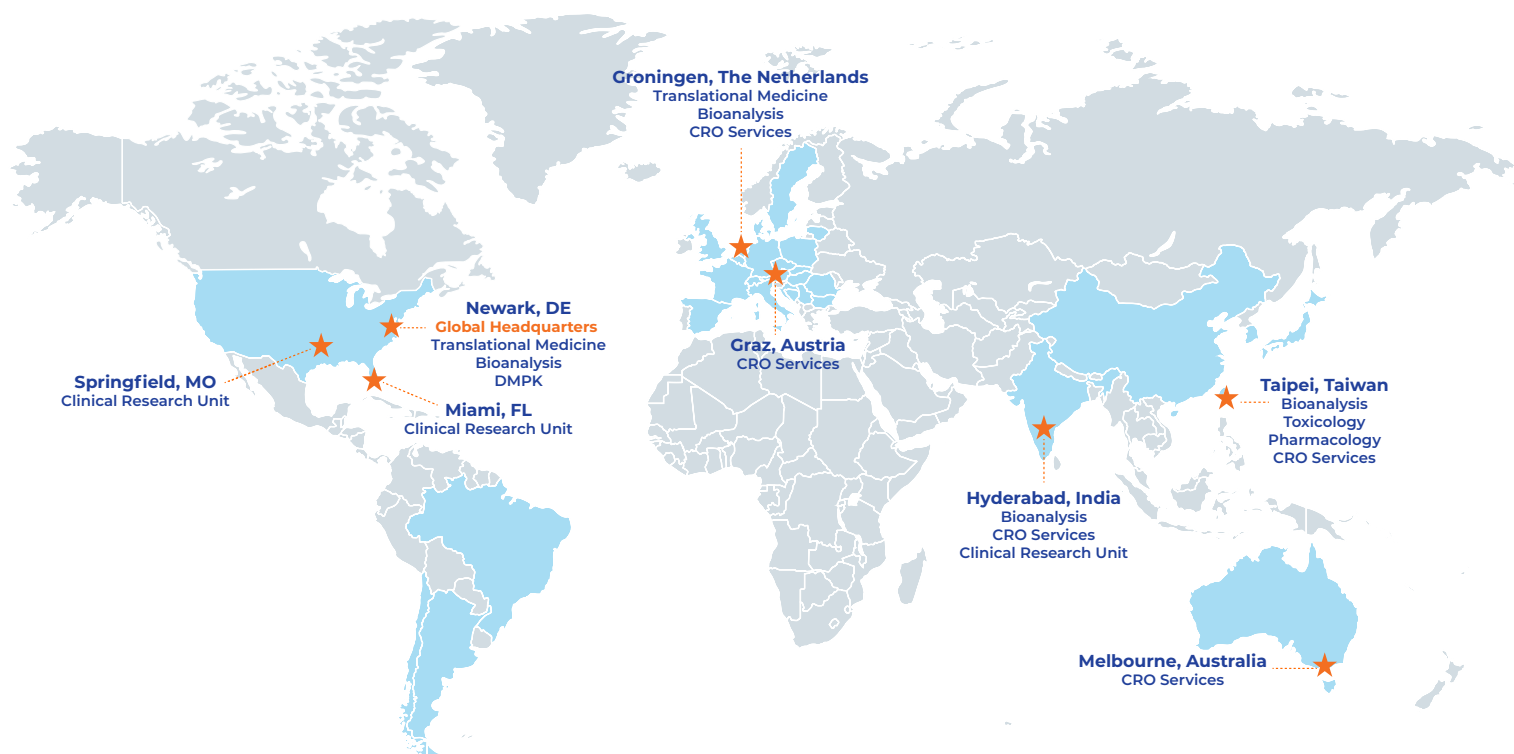 Groningen, The Netherlands
Translational Medicine
Bioanalysis
CRO Services
Newark, DE
Global Headquarters
Translational Medicine
Bioanalysis
DMPK
Springfield, MO
Clinical Research Unit
Miami, FL
Clinical Research Unit
Graz, Austria
CRO Services
Taipei, Taiwan
Bioanalysis
Toxicology
Pharmacology
CRO Services
Hyderabad, India
Bioanalysis
CRO Services
Clinical Research Unit
Melbourne, Australia
CRO Services